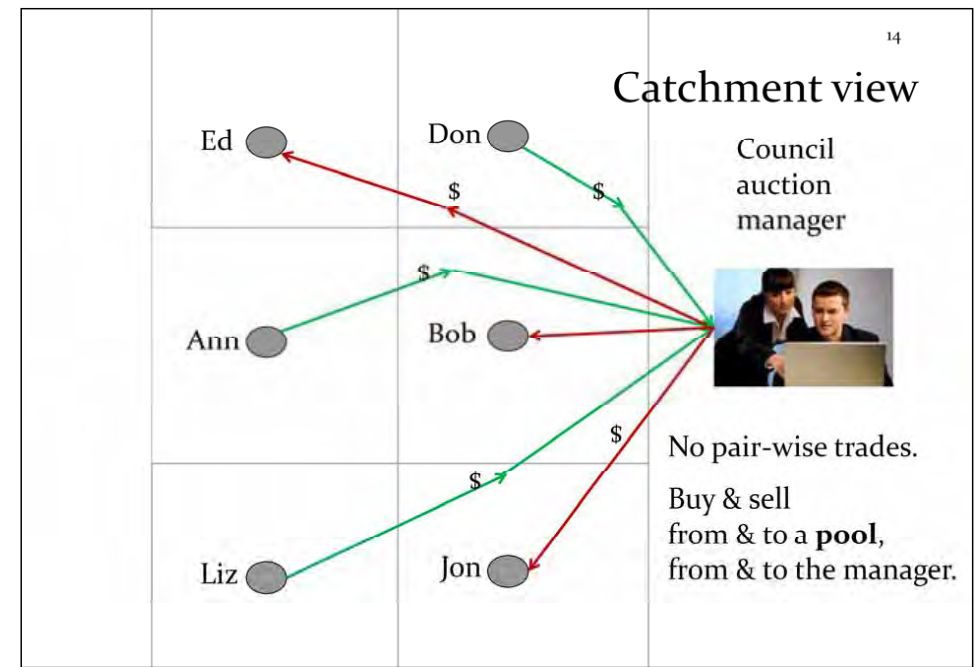 14
Catchment view
Ed
Don
Council
auction
manager
$
$
$
Ann
Bob
$
No pair-wise trades.
$
Buy & sell
from & to a pool,
from & to the manager.
Liz
Jon